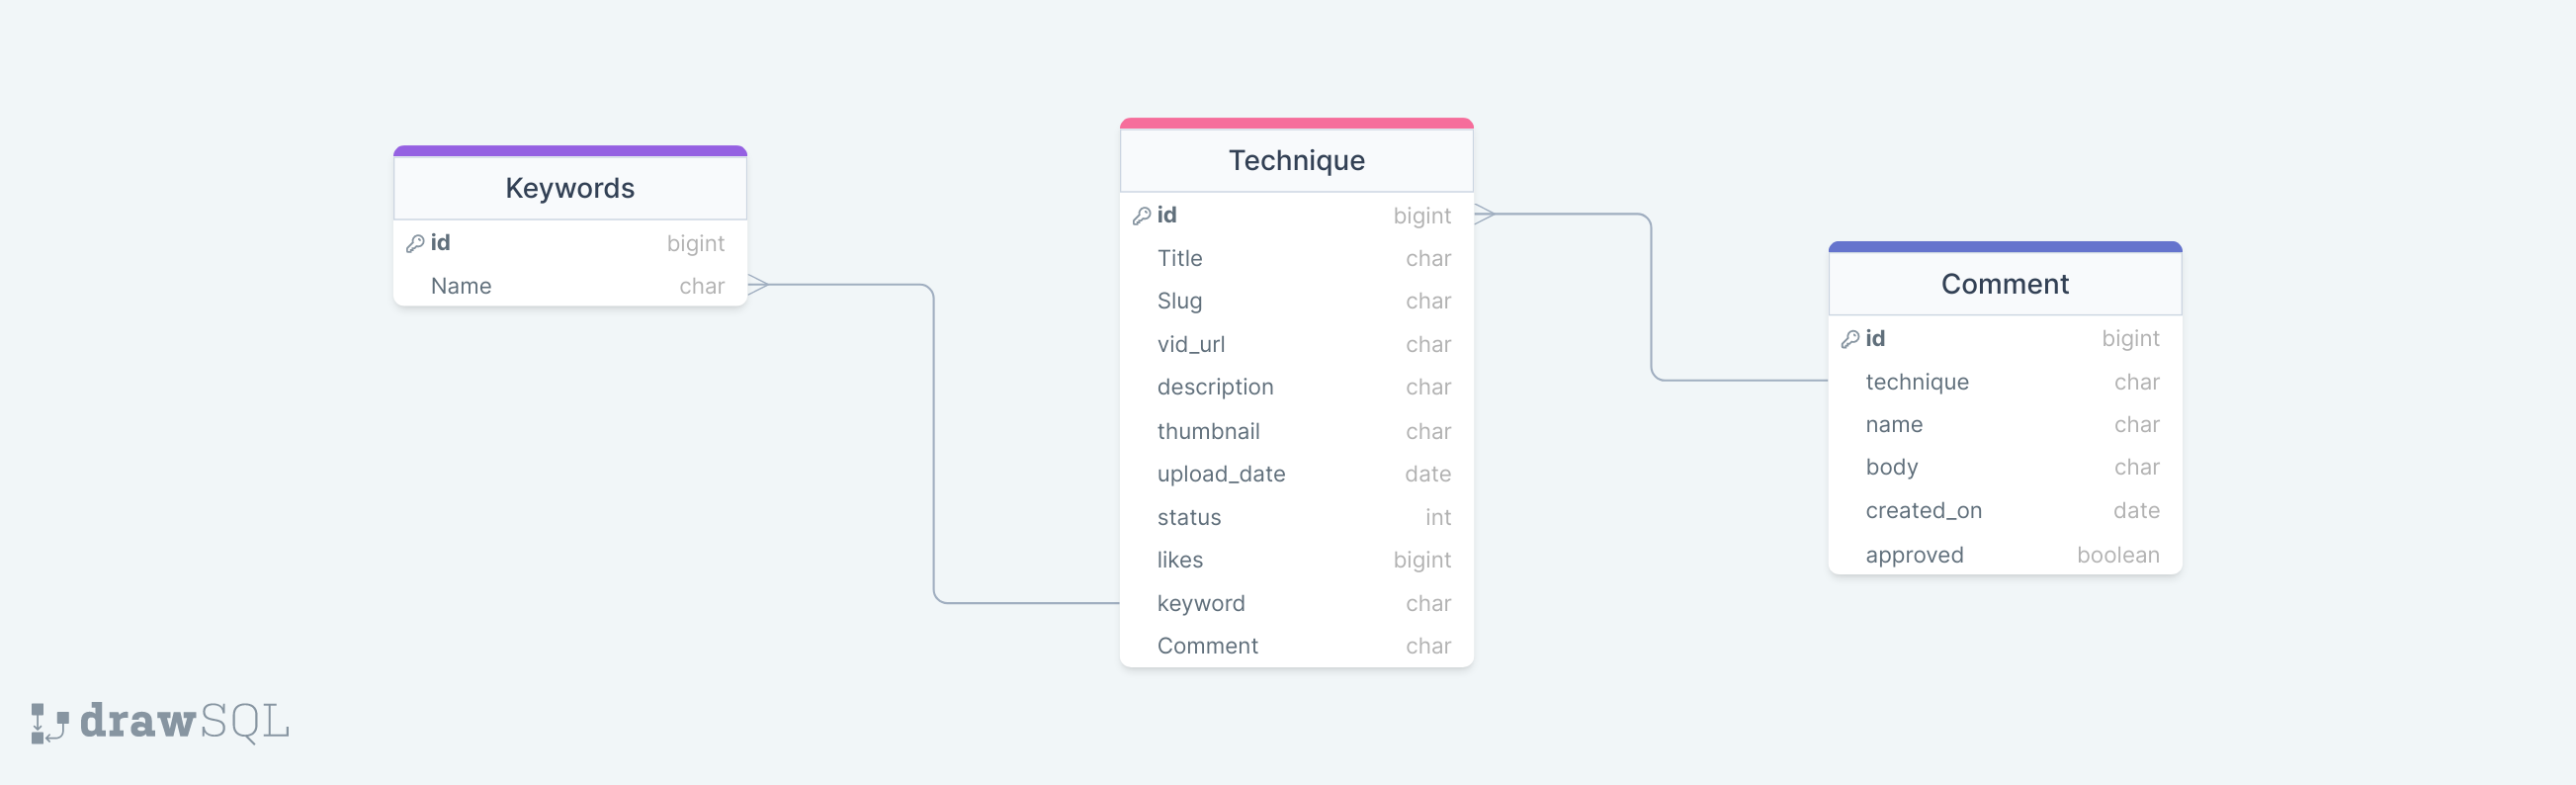 Keywords
id bigint
Name char
Technique
id bigint
Title char
Slug char
vid_url char
description char
thumbnail char
upload_date date
status int
likes bigint
keyword char
Comment char
Comment
id bigint
technique char
name char
body char
created_on date
approved boolean
drawSQL